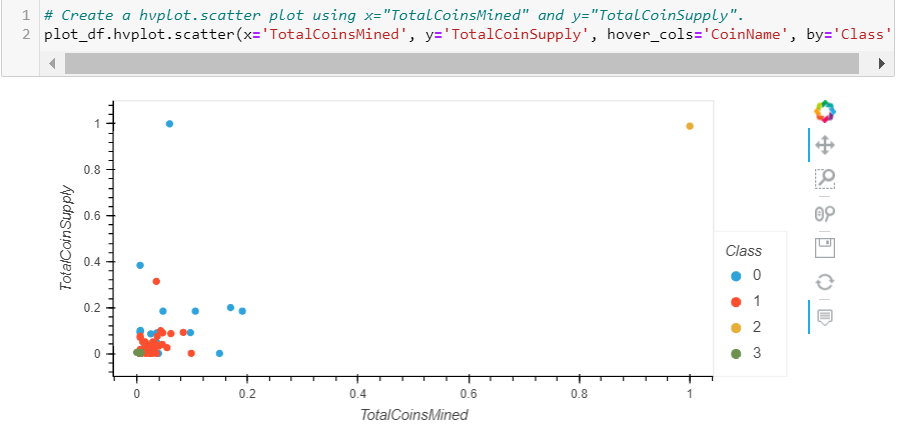 1 # Create a hvplot.scatter plot using x="TotalCoinsMined" and y="TotalCoinSupply".
2 plot_df.hvplot.scatter(x='TotalCoinsMined', y='TotalCoinSupply', hover_cols='CoinName', by='Class'
TotalCoinSupply
1
0.8
0.6
0.4
0.2
0
0 0.2 0.4 0.6 0.8 1
TotalCoinsMined
Class
0
1
2
3